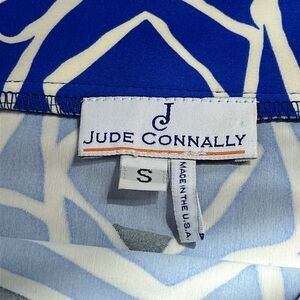 J
JUDE CONNALLY
S
MADE IN THE U.S.A.